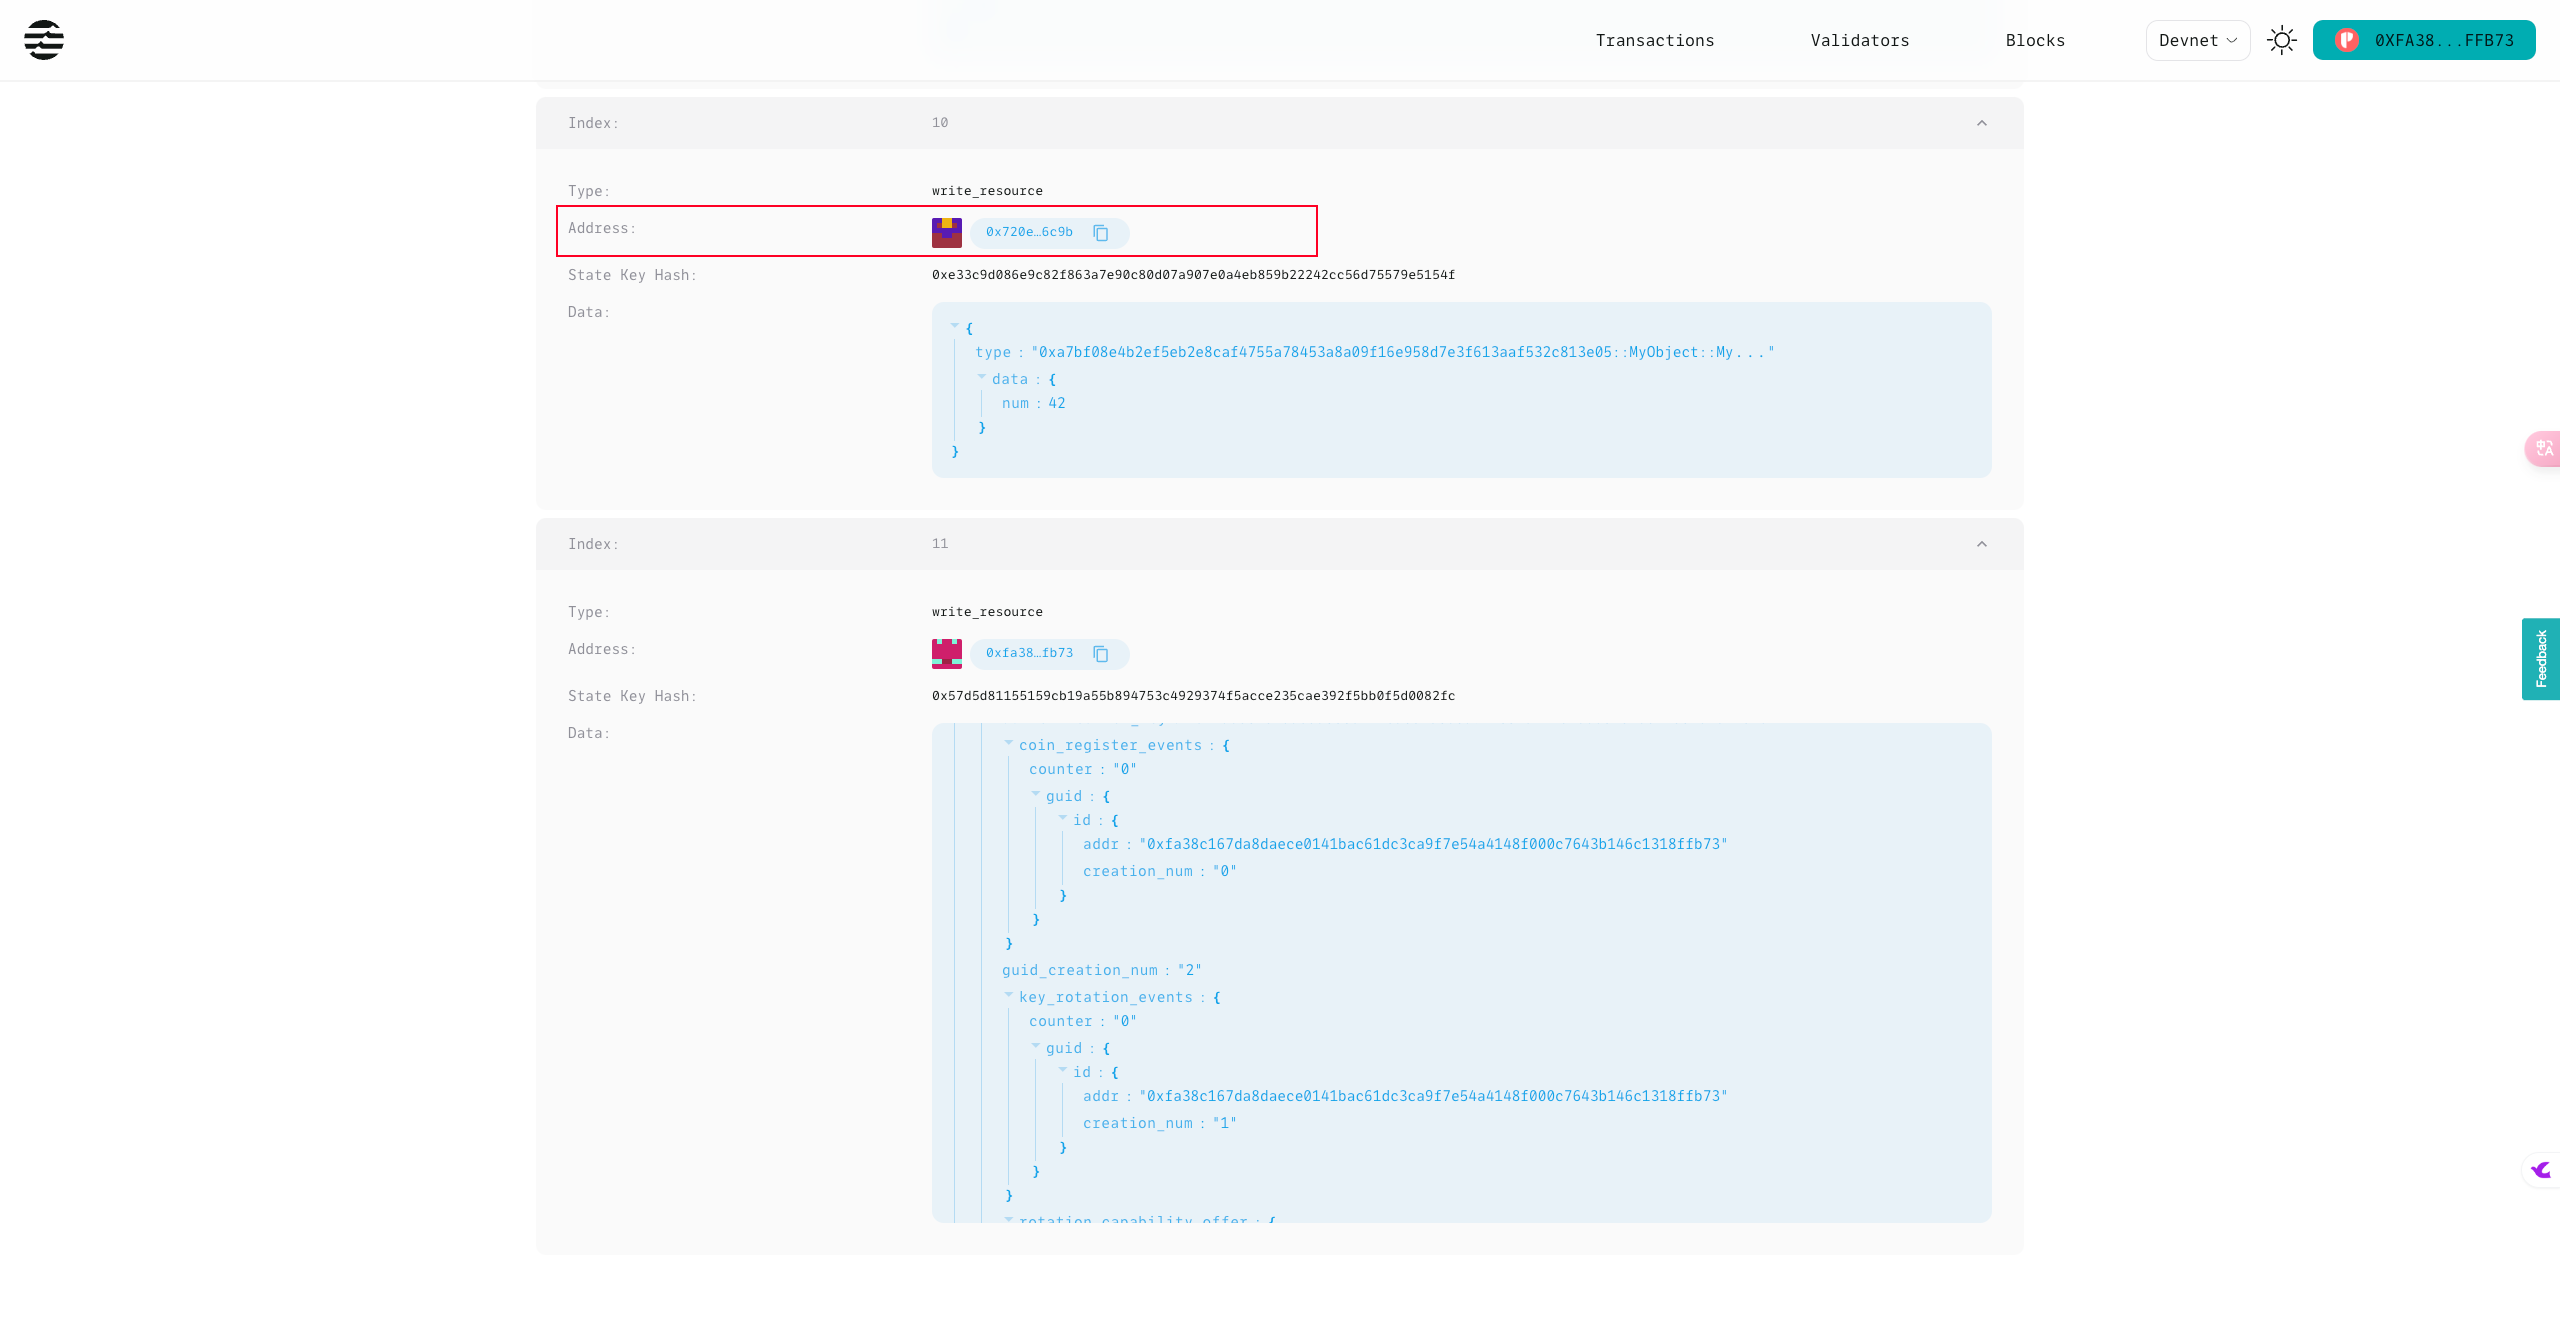 Transactions Validators Blocks Devnet 0XFA38...FFB73
Index: 10
Type: write_resource
Address: 0x720e…6c9b
State Key Hash: 0xe33c9d086e9c82f863a7e90c80d07a907e0a4eb859b22242cc56d75579e5154f
Data:
{
type : "0xa7bf08e4b2ef5eb2e8caf4755a78453a8a09f16e958d7e3f613aaf532c813e05::MyObject::My..."
data : {
num : 42
}
}
Index: 11
Type: write_resource
Address: 0xfa38…fb73
State Key Hash: 0x57d5d81155159cb19a55b894753c4929374f5acce235cae392f5bb0f5d0082fc
Data:
coin_register_events : {
counter : "0"
guid : {
id : {
addr : "0xfa38c167da8daece0141bac61dc3ca9f7e54a4148f000c7643b146c1318ffb73"
creation_num : "0"
}
}
}
guid_creation_num : "2"
key_rotation_events : {
counter : "0"
guid : {
id : {
addr : "0xfa38c167da8daece0141bac61dc3ca9f7e54a4148f000c7643b146c1318ffb73"
creation_num : "1"
}
}
}
rotation_capability_offer : {
Feedback